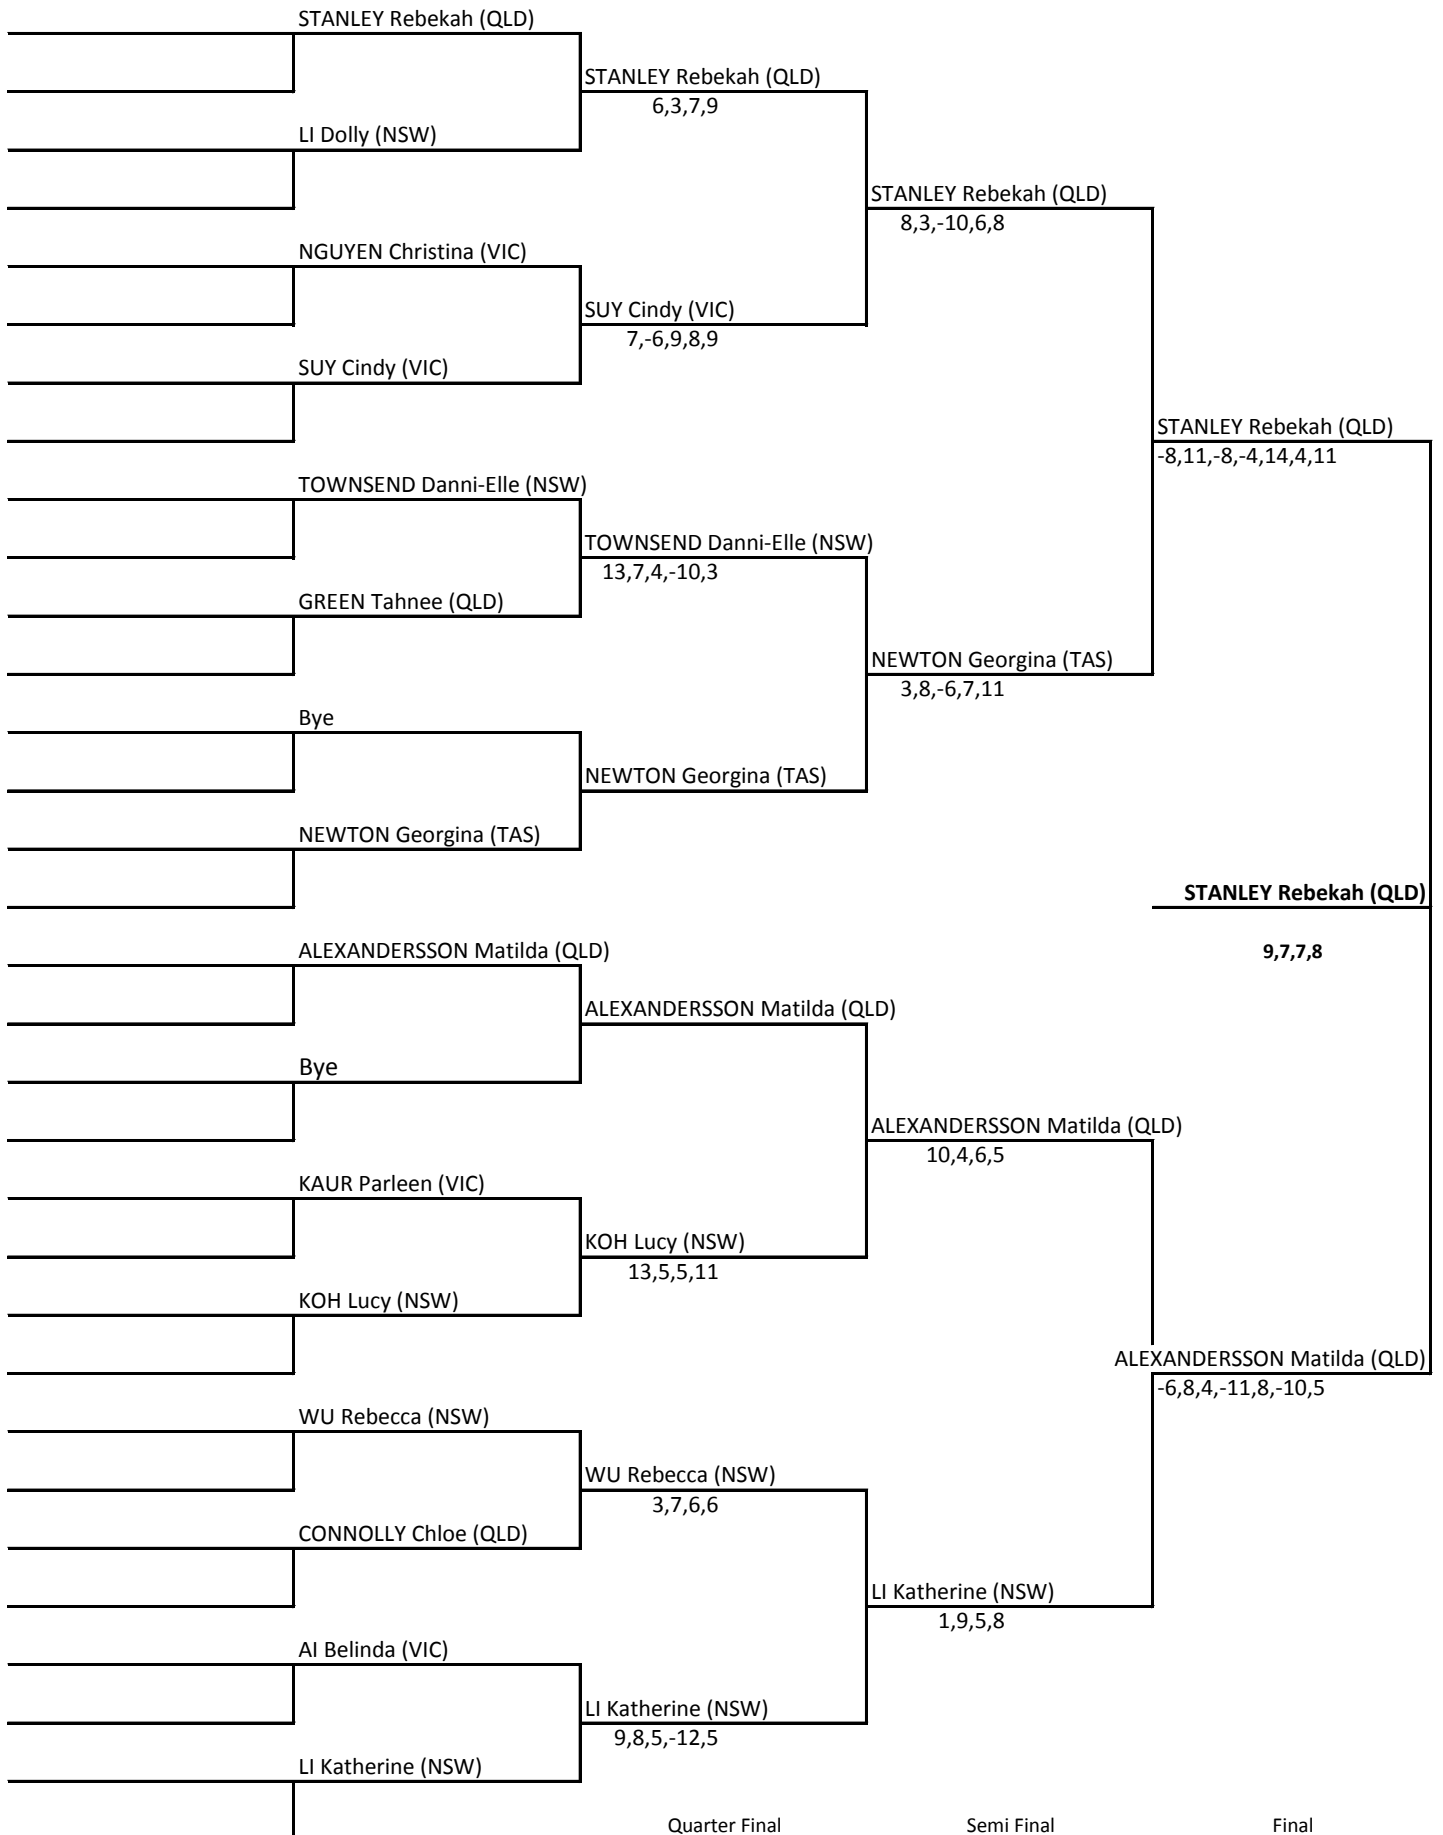 STANLEY Rebekah (QLD)
STANLEY Rebekah (QLD)
6,3,7,9
LI Dolly (NSW)
STANLEY Rebekah (QLD)
8,3,-10,6,8
NGUYEN Christina (VIC)
SUY Cindy (VIC)
7,-6,9,8,9
SUY Cindy (VIC)
STANLEY Rebekah (QLD)
-8,11,-8,-4,14,4,11
TOWNSEND Danni-Elle (NSW)
TOWNSEND Danni-Elle (NSW)
13,7,4,-10,3
GREEN Tahnee (QLD)
NEWTON Georgina (TAS)
3,8,-6,7,11
Bye
NEWTON Georgina (TAS)
NEWTON Georgina (TAS)
STANLEY Rebekah (QLD)
ALEXANDERSSON Matilda (QLD)
9,7,7,8
ALEXANDERSSON Matilda (QLD)
Bye
ALEXANDERSSON Matilda (QLD)
10,4,6,5
KAUR Parleen (VIC)
KOH Lucy (NSW)
13,5,5,11
KOH Lucy (NSW)
ALEXANDERSSON Matilda (QLD)
-6,8,4,-11,8,-10,5
WU Rebecca (NSW)
WU Rebecca (NSW)
3,7,6,6
CONNOLLY Chloe (QLD)
LI Katherine (NSW)
1,9,5,8
AI Belinda (VIC)
LI Katherine (NSW)
9,8,5,-12,5
LI Katherine (NSW)
Quarter Final Semi Final Final